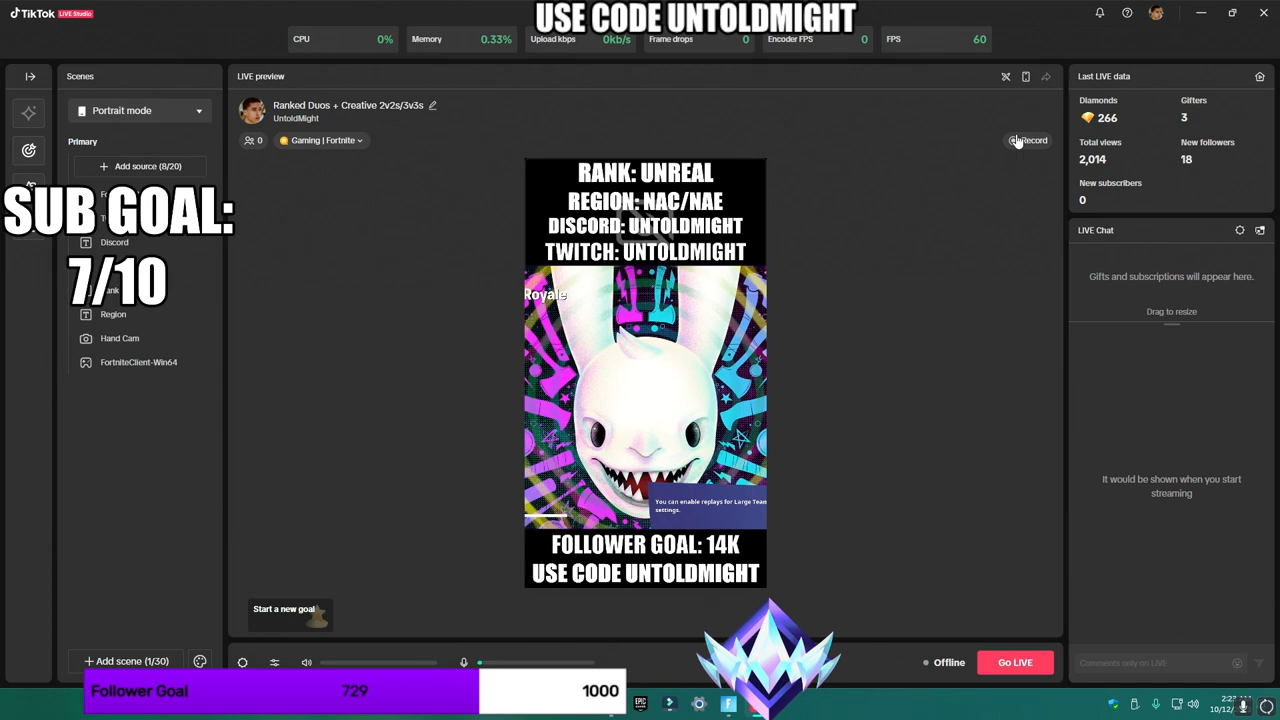 TikTok LIVE Studio
USE CODE UNTOLDMIGHT
CPU 0%
Memory 0.33%
Upload kbps 0kb/s
Frame drops 0
Encoder FPS 0
FPS 60
Scenes
LIVE preview
Last LIVE data
Portrait mode
Ranked Duos + Creative 2v2s/3v3s
UntoldMight
0
Gaming | Fortnite
Record
Diamonds
266
Gifters
3
Total views
2,014
New followers
18
New subscribers
0
Primary
Add source (8/20)
SUB GOAL:
7/10
Discord
Region
Hand Cam
FortniteClient-Win64
RANK: UNREAL
REGION: NAC/NAE
DISCORD: UNTOLDMIGHT
TWITCH: UNTOLDMIGHT
Royale
You can enable replays for Large Team
settings.
FOLLOWER GOAL: 14K
USE CODE UNTOLDMIGHT
LIVE Chat
Gifts and subscriptions will appear here.
Drag to resize
It would be shown when you start
streaming
Start a new goal
Add scene (1/30)
Offline
Go LIVE
Comments only on LIVE
Follower Goal 729 1000
EPIC